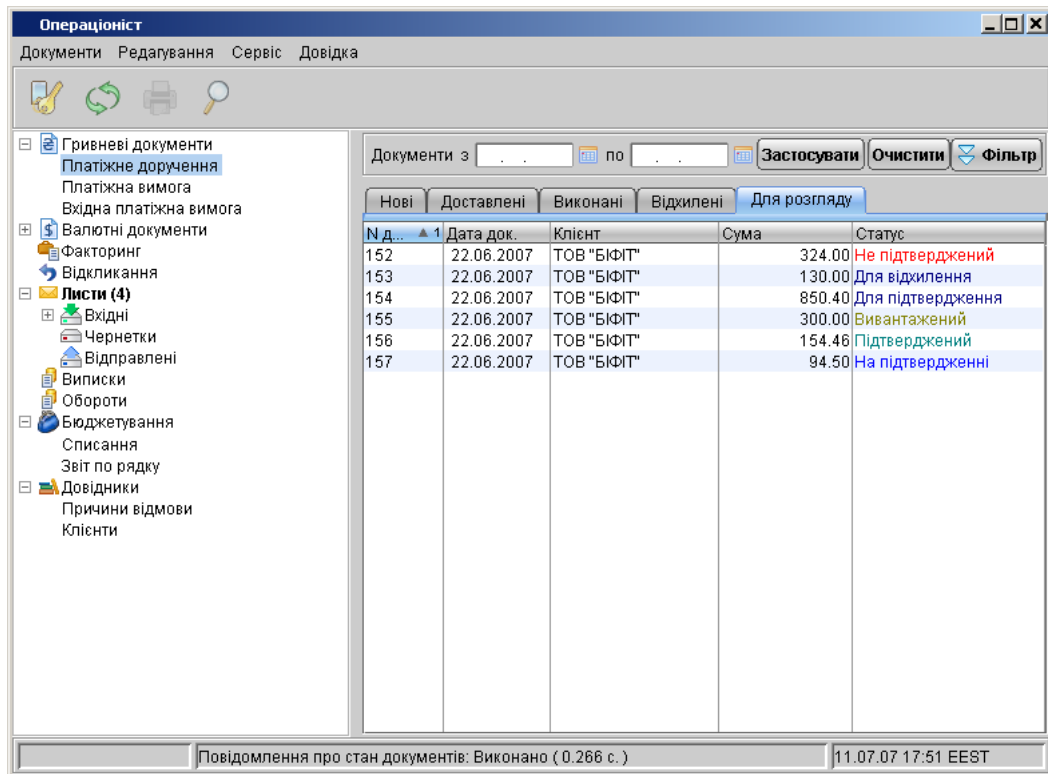 Операціоніст
Документи Редагування Сервіс Довідка
Гривневі документи
Платіжне доручення
Платіжна вимога
Вхідна платіжна вимога
Валютні документи
Факторинг
Відкликання
Листи (4)
Вхідні
Чернетки
Відправлені
Виписки
Обороти
Бюджетування
Списання
Звіт по рядку
Довідники
Причини відмови
Клієнти
Документи з . . по . . Застосувати Очистити Фільтр
Нові Доставлені Виконані Відхилені Для розгляду
N д... 1 Дата док. Клієнт Сума Статус
152 22.06.2007 ТОВ "БІФІТ" 324.00 Не підтверджений
153 22.06.2007 ТОВ "БІФІТ" 130.00 Для відхилення
154 22.06.2007 ТОВ "БІФІТ" 850.40 Для підтвердження
155 22.06.2007 ТОВ "БІФІТ" 300.00 Вивантажений
156 22.06.2007 ТОВ "БІФІТ" 154.46 Підтверджений
157 22.06.2007 ТОВ "БІФІТ" 94.50 На підтвердженні
Повідомлення про стан документів: Виконано ( 0.266 с. ) 11.07.07 17:51 EEST